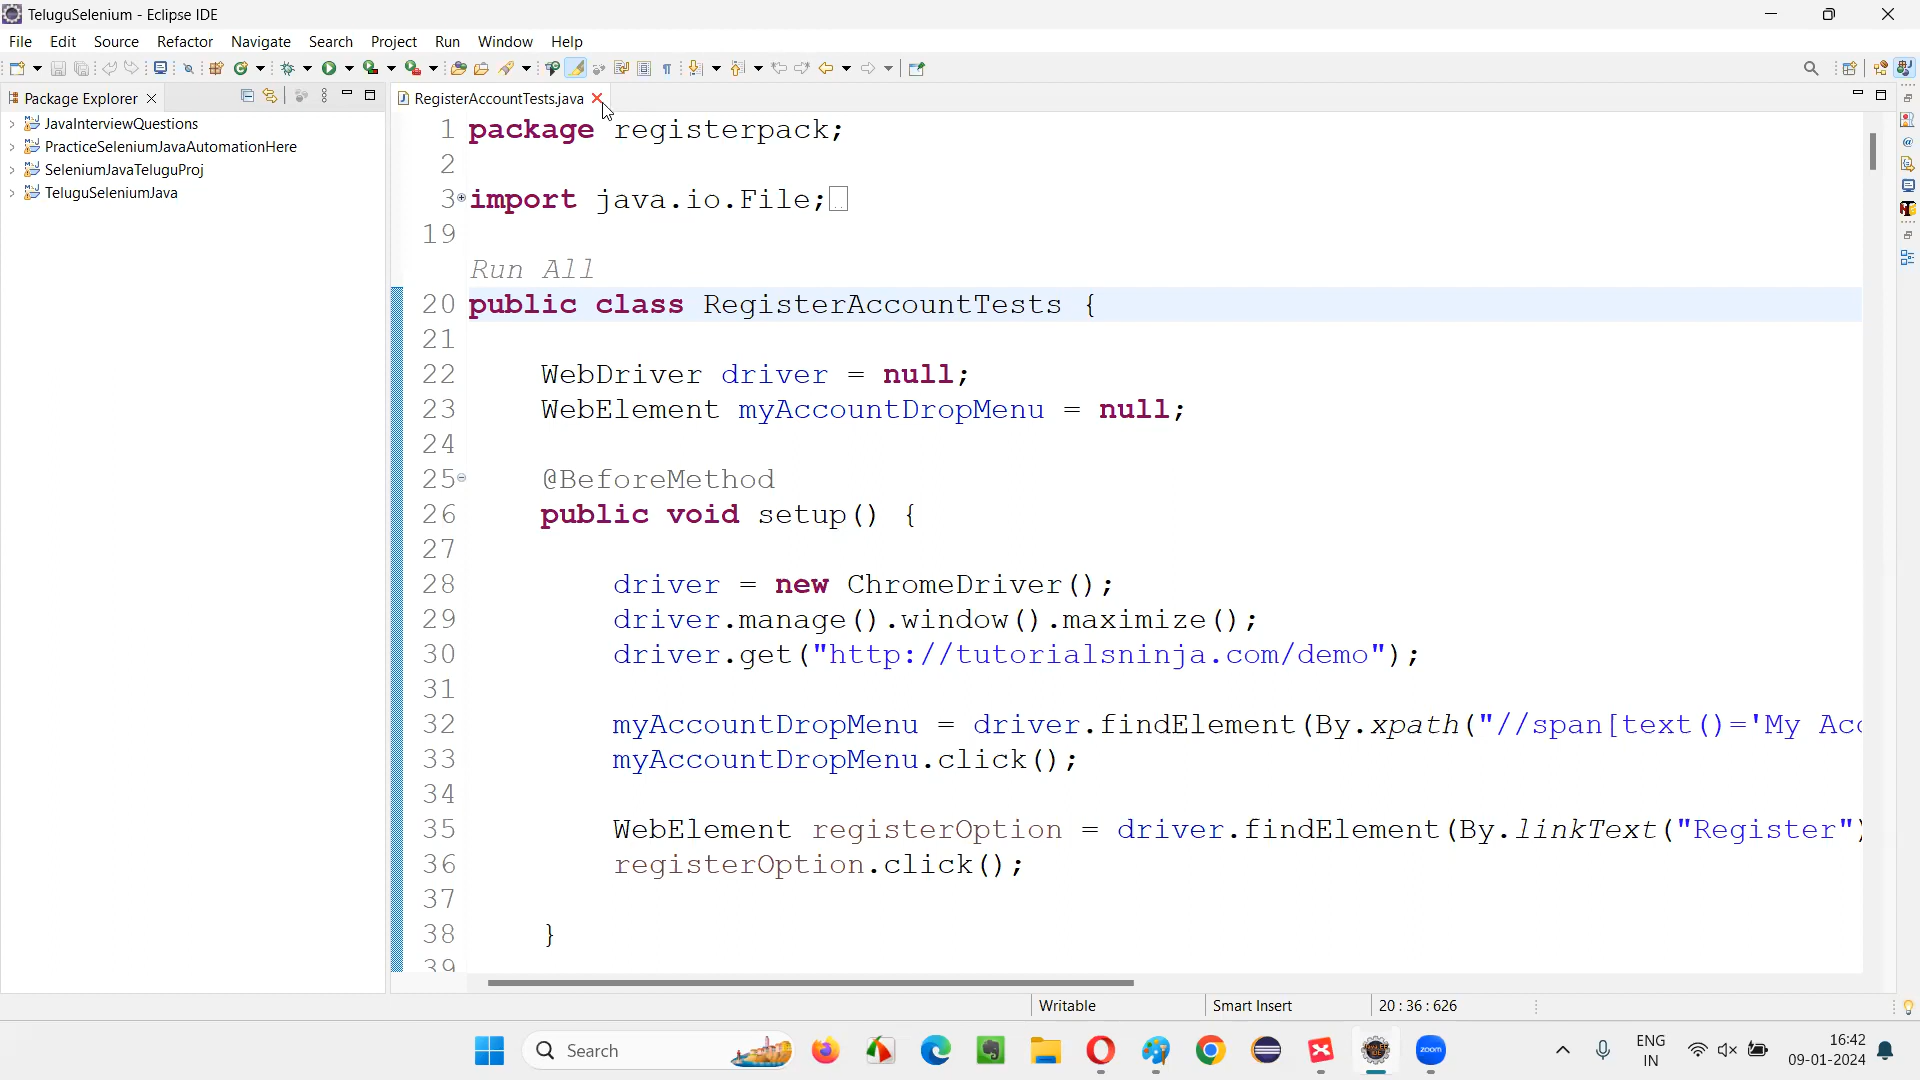 TeluguSelenium - Eclipse IDE
File Edit Source Refactor Navigate Search Project Run Window Help
Package Explorer
JavaInterviewQuestions
PracticeSeleniumJavaAutomationHere
SeleniumJavaTeluguProj
TeluguSeleniumJava
RegisterAccountTests.java
1 package registerpack;
2
3 import java.io.File;
19
Run All
20 public class RegisterAccountTests {
21
22 WebDriver driver = null;
23 WebElement myAccountDropMenu = null;
24
25 @BeforeMethod
26 public void setup() {
27
28 driver = new ChromeDriver();
29 driver.manage().window().maximize();
30 driver.get("http://tutorialsninja.com/demo");
31
32 myAccountDropMenu = driver.findElement(By.xpath("//span[text()='My Acc
33 myAccountDropMenu.click();
34
35 WebElement registerOption = driver.findElement(By.linkText("Register")
36 registerOption.click();
37
38 }
39
Writable Smart Insert 20 : 36 : 626
Search
zoom
ENG
IN
16:42
09-01-2024